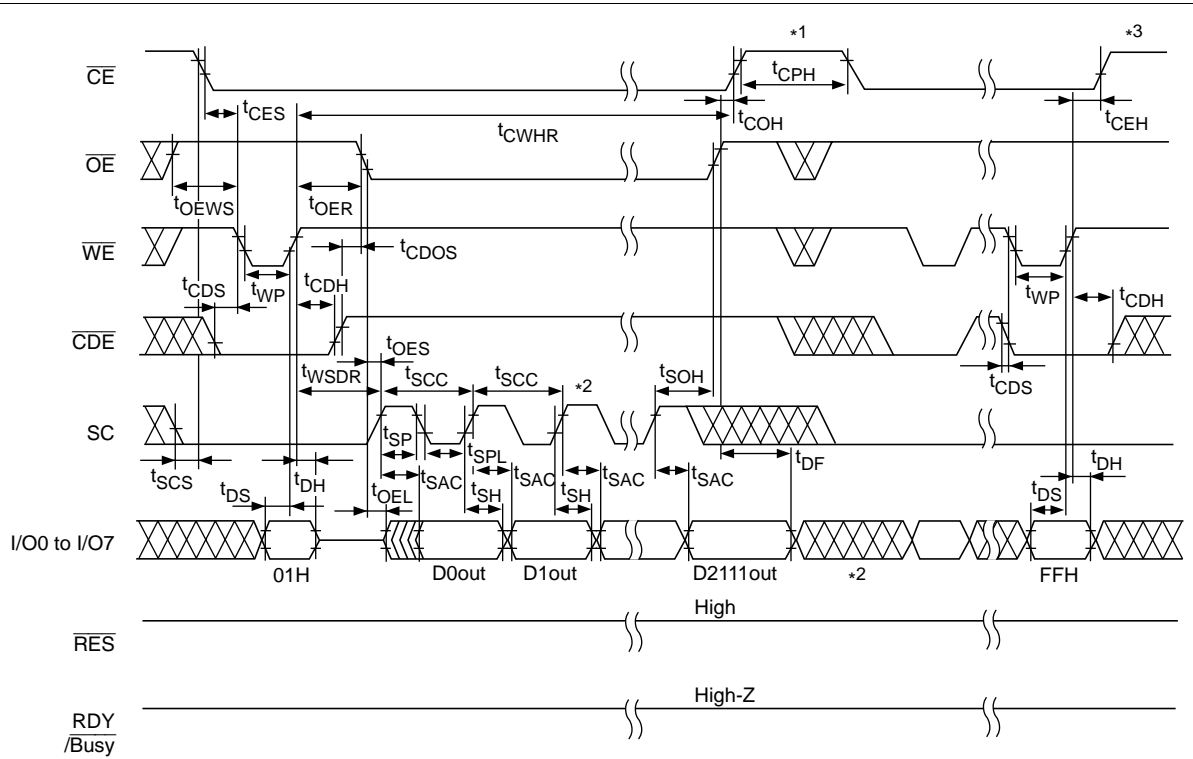 *1
*3
CE
tCPH
tCES
tCOH
tCEH
tCWHR
OE
tOEWS
tOER
WE
tCDOS
tCDS
tWP
tCDH
tWP
tCDH
CDE
tOES
tWSDR
tSCC
tSCC
*2
tSOH
tCDS
SC
tSP
tSPL
tSCS
tDH
tSAC
tSAC
tSAC
tDF
tDH
tDS
tOEL
tSH
tSH
tSAC
tDS
I/O0 to I/O7
01H
D0out
D1out
D2111out
*2
FFH
High
RES
High-Z
RDY
/Busy